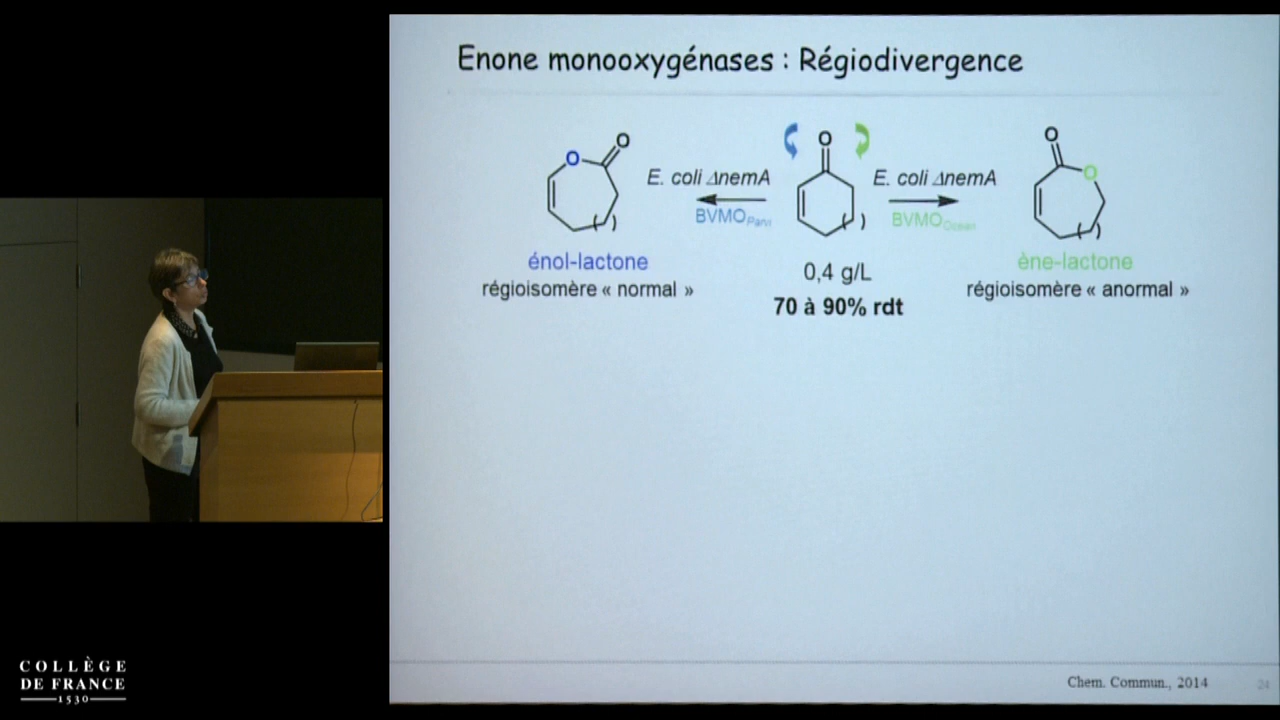 Enone monooxygénases : Régiodivergence
O
O
O
O
O
E. coli ΔnemA
E. coli ΔnemA
BVMO
BVMO
( )
( )
( )
énol-lactone
régioisomère « normal »
0,4 g/L
70 à 90% rdt
ène-lactone
régioisomère « anormal »
Chem. Commun., 2014
24
COLLÈGE
DE FRANCE
1530